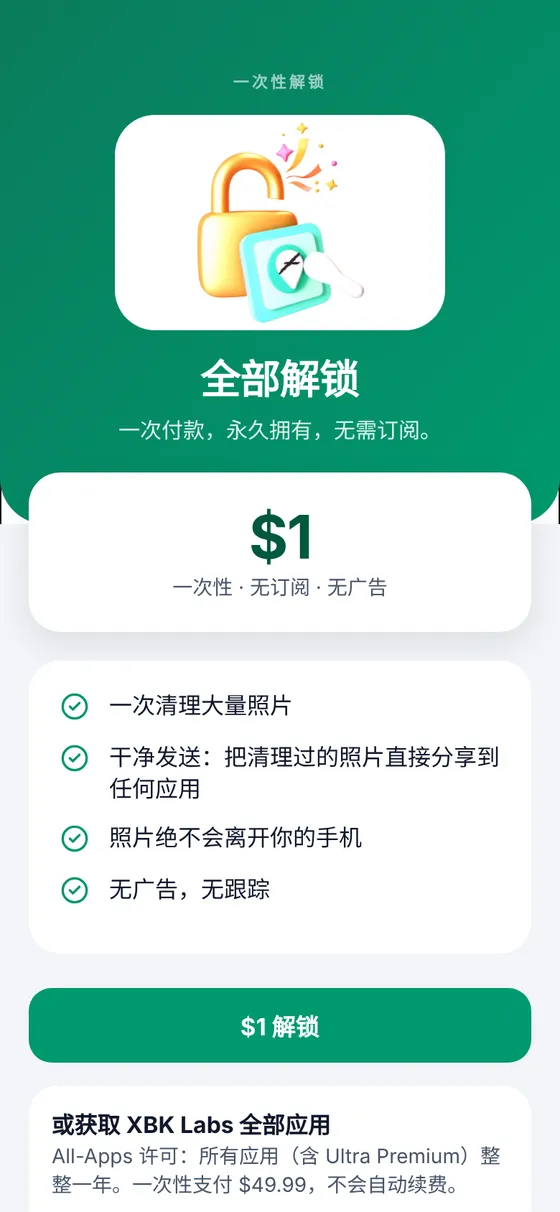 一次性解锁
全部解锁
一次付款，永久拥有，无需订阅。
$1
一次性 · 无订阅 · 无广告
一次清理大量照片
干净发送：把清理过的照片直接分享到
任何应用
照片绝不会离开你的手机
无广告，无跟踪
$1 解锁
或获取 XBK Labs 全部应用
All-Apps 许可：所有应用（含 Ultra Premium）整
整一年。一次性支付 $49.99，不会自动续费。